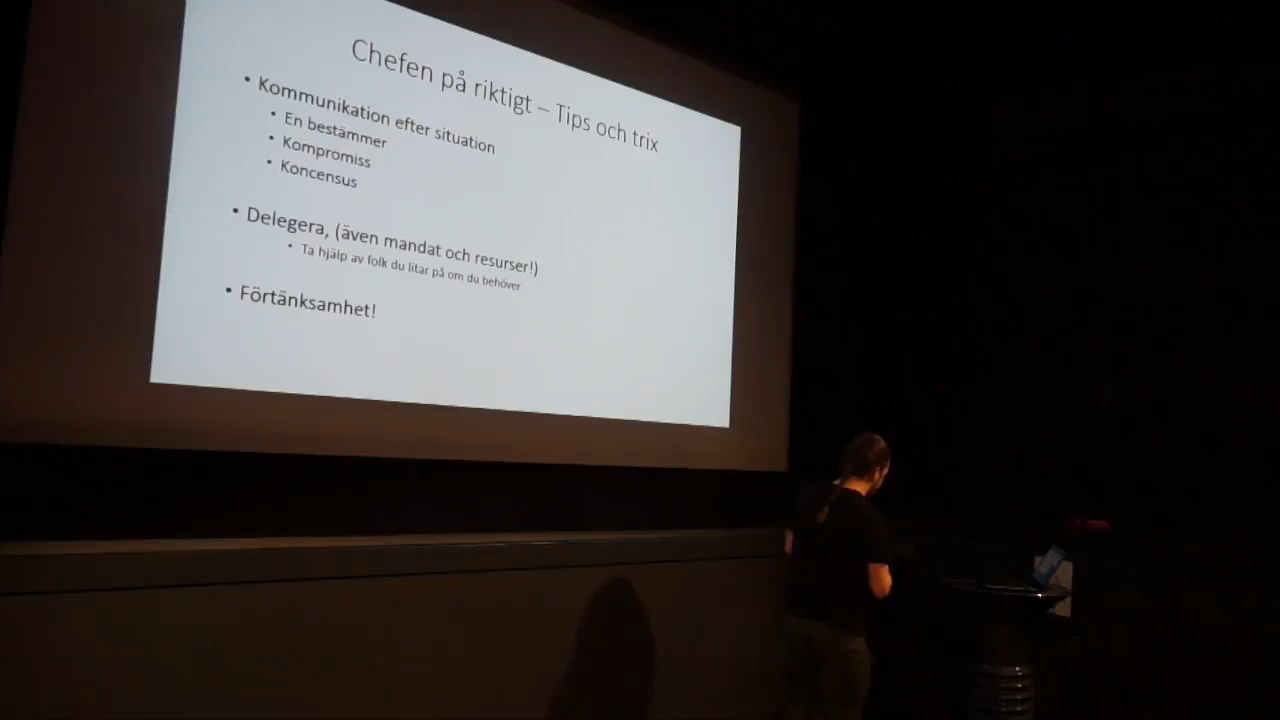 Chefen på riktigt – Tips och trix
• Kommunikation efter situation
• En bestämmer
• Kompromiss
• Koncensus
• Delegera, (även mandat och resurser!)
• Ta hjälp av folk du litar på om du behöver
• Förtänksamhet!